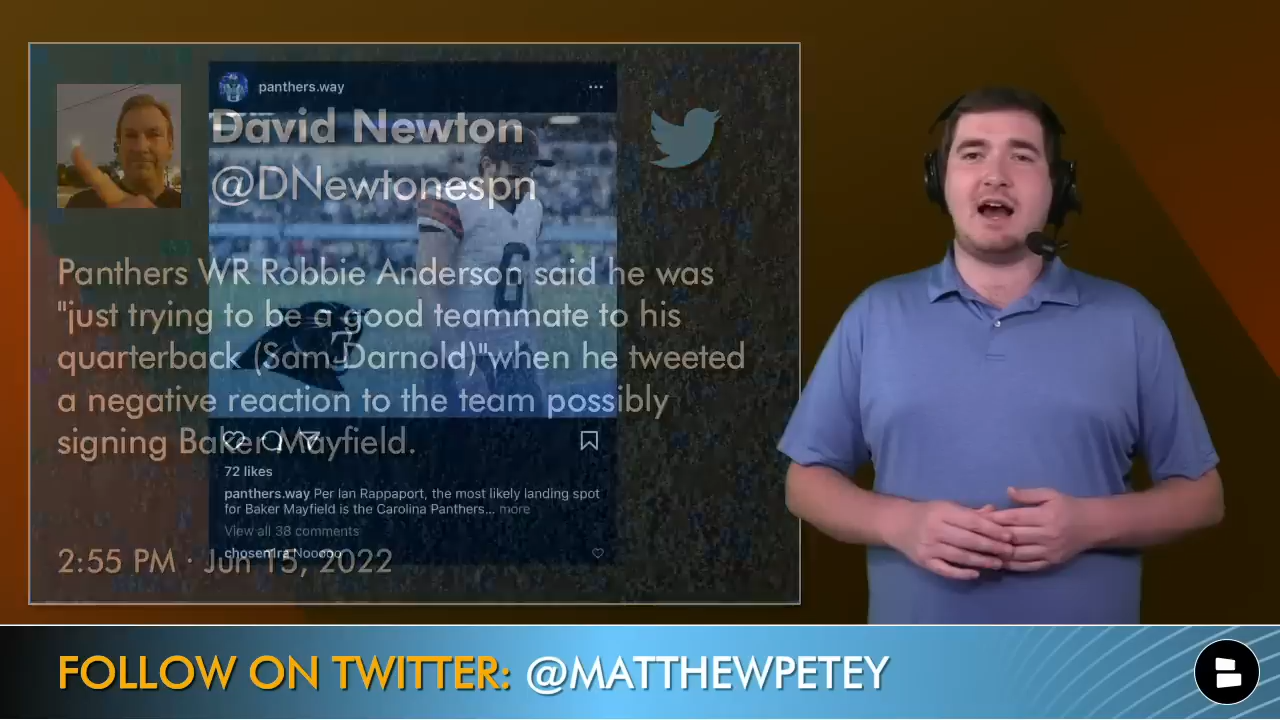 panthers.way
David Newton
@DNewtonespn
Panthers WR Robbie Anderson said he was
"just trying to be a good teammate to his
quarterback (Sam Darnold)"when he tweeted
a negative reaction to the team possibly
signing Baker Mayfield.
6
72 likes
panthers.way Per Ian Rappaport, the most likely landing spot
for Baker Mayfield is the Carolina Panthers... more
View all 38 comments
chosen1ra Nooooo
2:55 PM · Jun 15, 2022
FOLLOW ON TWITTER: @MATTHEWPETEY